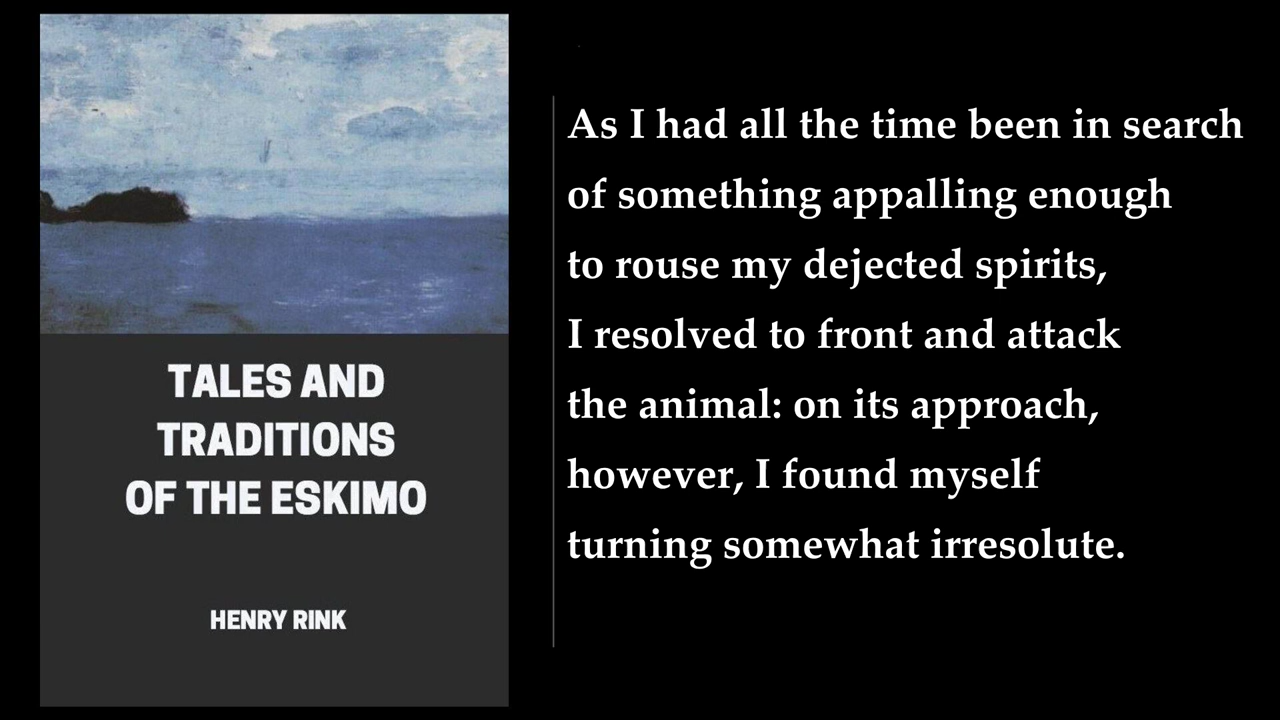 TALES AND
TRADITIONS
OF THE ESKIMO
HENRY RINK
As I had all the time been in search
of something appalling enough
to rouse my dejected spirits,
I resolved to front and attack
the animal: on its approach,
however, I found myself
turning somewhat irresolute.